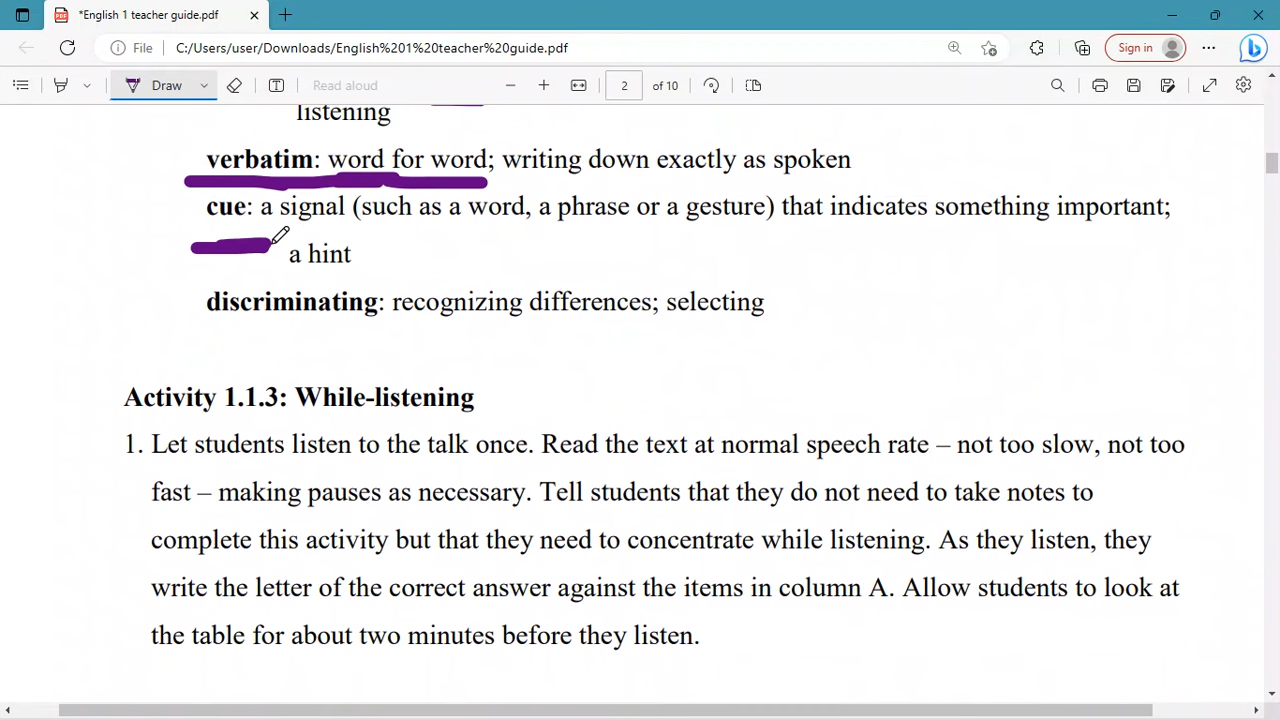 *English 1 teacher guide.pdf
File
C:/Users/user/Downloads/English%201%20teacher%20guide.pdf
Sign in
Draw
Read aloud
2
of 10
listening
verbatim: word for word; writing down exactly as spoken
cue: a signal (such as a word, a phrase or a gesture) that indicates something important;
a hint
discriminating: recognizing differences; selecting
Activity 1.1.3: While-listening
1. Let students listen to the talk once. Read the text at normal speech rate – not too slow, not too
fast – making pauses as necessary. Tell students that they do not need to take notes to
complete this activity but that they need to concentrate while listening. As they listen, they
write the letter of the correct answer against the items in column A. Allow students to look at
the table for about two minutes before they listen.